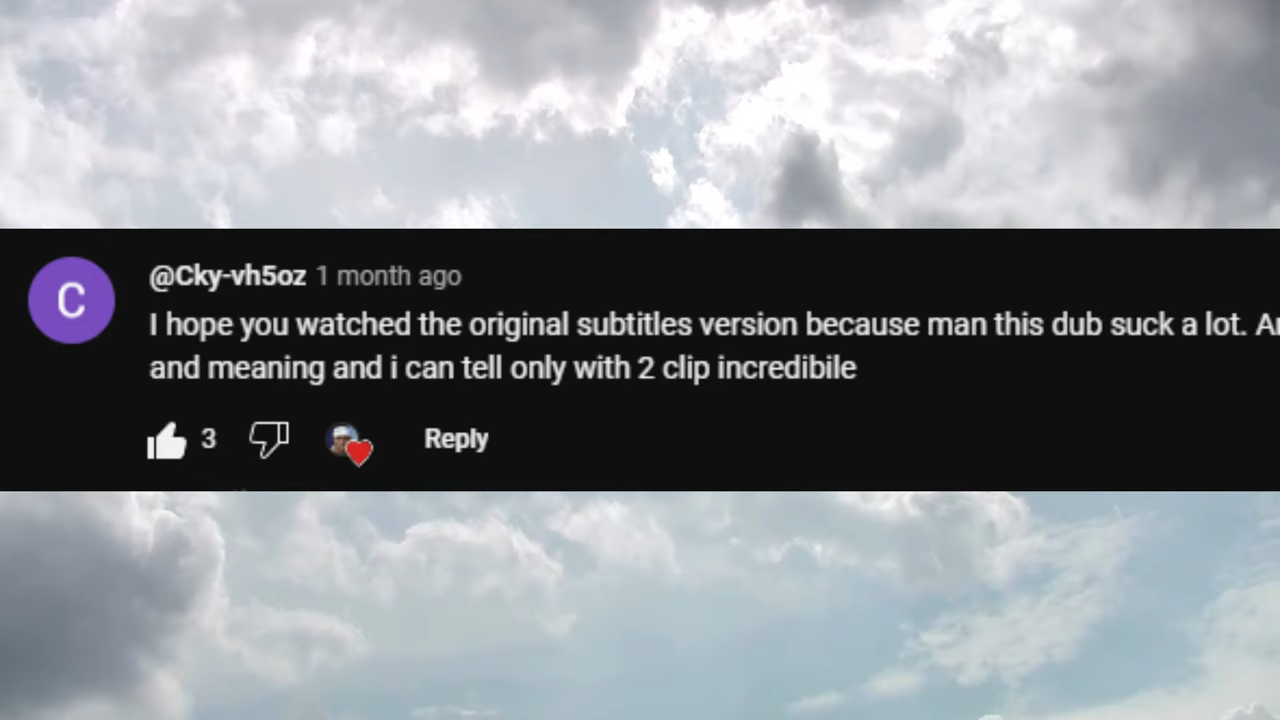 C
@Cky-vh5oz 1 month ago
I hope you watched the original subtitles version because man this dub suck a lot.
and meaning and i can tell only with 2 clip incredibile
3
Reply